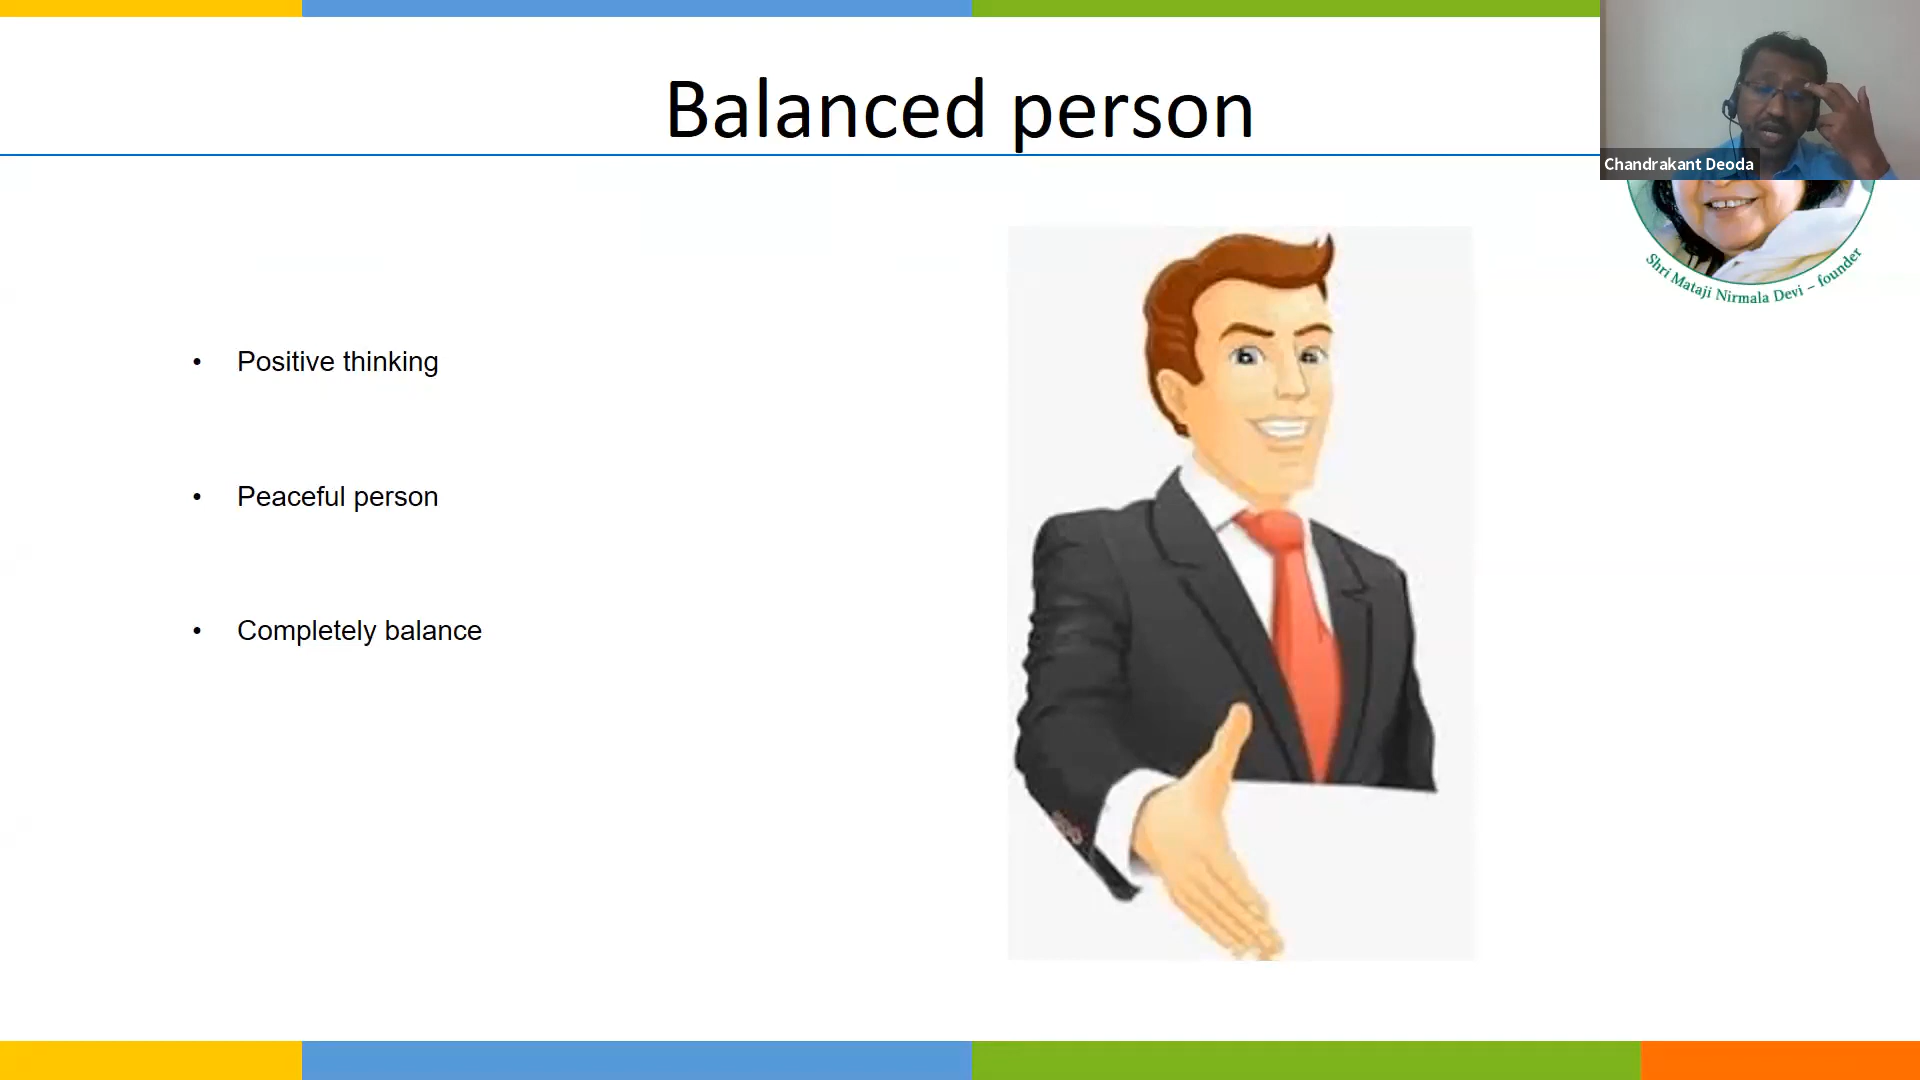 Balanced person
Chandrakant Deoda
Shri Mataji Nirmala Devi – founder
• Positive thinking
• Peaceful person
• Completely balance